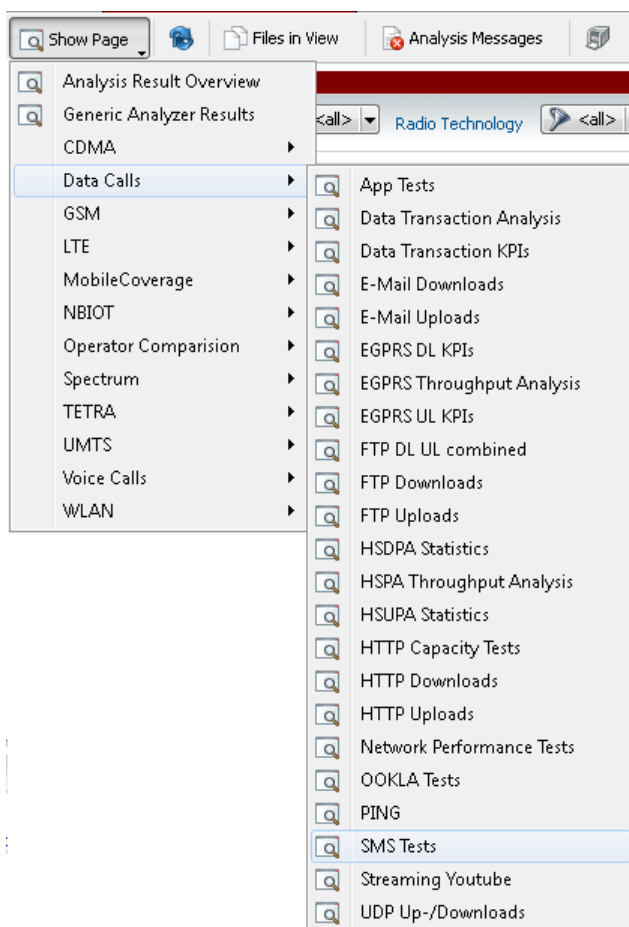 Show Page
Files in View
Analysis Messages
Analysis Result Overview
Generic Analyzer Results
CDMA
Data Calls
GSM
LTE
MobileCoverage
NBIOT
Operator Comparision
Spectrum
TETRA
UMTS
Voice Calls
WLAN
<all>
Radio Technology
<all>
App Tests
Data Transaction Analysis
Data Transaction KPIs
E-Mail Downloads
E-Mail Uploads
EGPRS DL KPIs
EGPRS Throughput Analysis
EGPRS UL KPIs
FTP DL UL combined
FTP Downloads
FTP Uploads
HSDPA Statistics
HSPA Throughput Analysis
HSUPA Statistics
HTTP Capacity Tests
HTTP Downloads
HTTP Uploads
Network Performance Tests
OOKLA Tests
PING
SMS Tests
Streaming Youtube
UDP Up-/Downloads